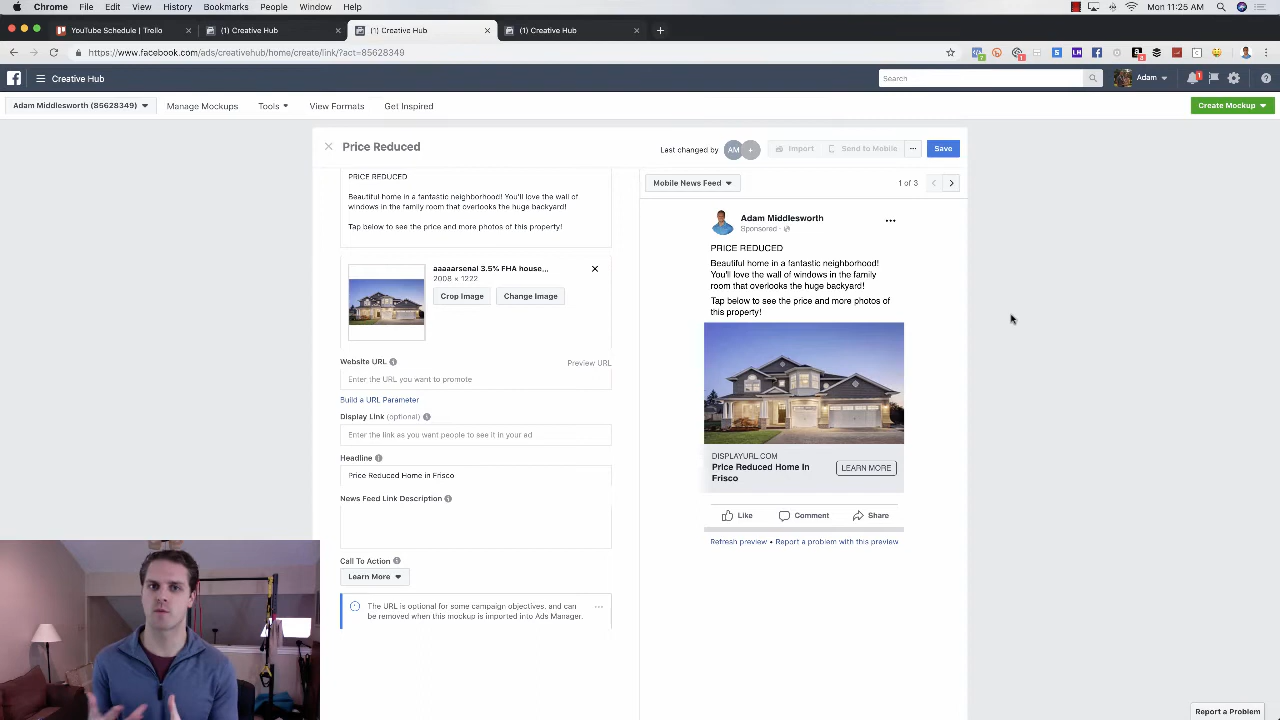 Chrome File Edit View History Bookmarks People Window Help
Mon 11:25 AM
YouTube Schedule | Trello
(1) Creative Hub
(1) Creative Hub
(1) Creative Hub
https://www.facebook.com/ads/creativehub/home/create/link/?act=85628349
Creative Hub
Search
Adam
1
Adam Middlesworth (85628349)
Manage Mockups
Tools
View Formats
Get Inspired
Create Mockup
Price Reduced
Last changed by
AM
+
Import
Send to Mobile
...
Save
PRICE REDUCED
Beautiful home in a fantastic neighborhood! You'll love the wall of
windows in the family room that overlooks the huge backyard!
Tap below to see the price and more photos of this property!
aaaaarsenal 3.5% FHA house,..
2008 × 1222
Crop Image
Change Image
Website URL
Preview URL
Enter the URL you want to promote
Build a URL Parameter
Display Link (optional)
Enter the link as you want people to see it in your ad
Headline
Price Reduced Home in Frisco
News Feed Link Description
Call To Action
Learn More
The URL is optional for some campaign objectives, and can
be removed when this mockup is imported into Ads Manager.
Mobile News Feed
1 of 3
Adam Middlesworth
Sponsored ·
PRICE REDUCED
Beautiful home in a fantastic neighborhood!
You'll love the wall of windows in the family
room that overlooks the huge backyard!
Tap below to see the price and more photos of
this property!
DISPLAYURL.COM
Price Reduced Home In
Frisco
LEARN MORE
Like
Comment
Share
Refresh preview • Report a problem with this preview
Report a Problem